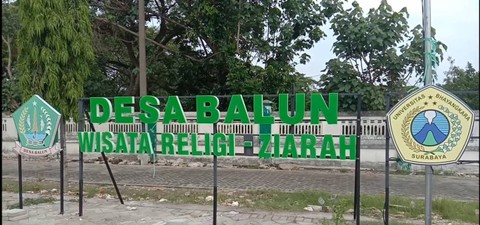 DESA BALUN
WISATA RELIGI - ZIARAH
UNIVERSITAS BHAYANGKARA
SURABAYA